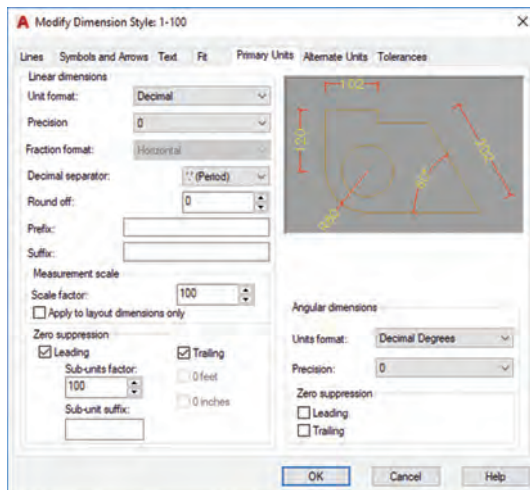 Modify Dimension Style: 1-100
Lines Symbols and Arrows Text Fit Primary Units Alternate Units Tolerances
Linear dimensions
Unit format: Decimal
Precision 0
Fraction format: Horizontal
Decimal separator: '.' (Period)
Round off: 0
Prefix:
Suffix:
Measurement scale
Scale factor: 100
Apply to layout dimensions only
Zero suppression
Leading
Trailing
Sub-units factor:
100
0 feet
Sub-unit suffix:
0 inches
102
120
Angular dimensions
Units format: Decimal Degrees
Precision: 0
Zero suppression
Leading
Trailing
OK Cancel Help